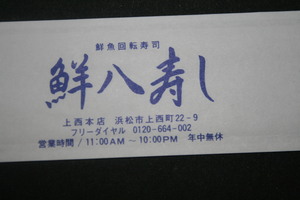 鮮魚回転寿司
鮮八寿し
上西本店 浜松市上西町22-9
フリーダイヤル 0120-664-002
営業時間/11:00AM～10:00PM 年中無休